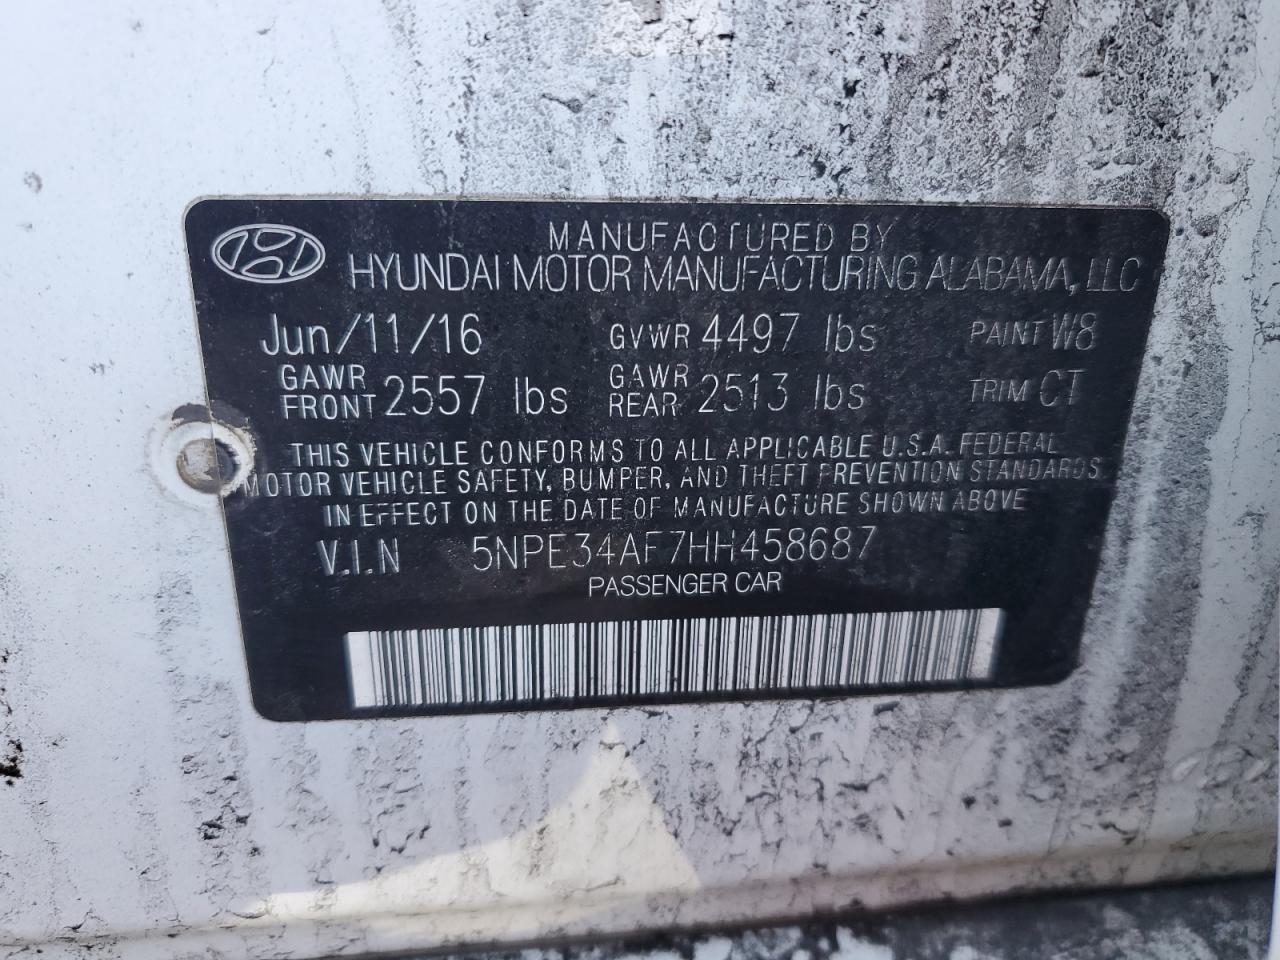 MANUFACTURED BY
HYUNDAI MOTOR MANUFACTURING ALABAMA, LLC
Jun/11/16 GVWR 4497 lbs PAINT W8
GAWR FRONT 2557 lbs GAWR REAR 2513 lbs TRIM CT
THIS VEHICLE CONFORMS TO ALL APPLICABLE U.S.A. FEDERAL
MOTOR VEHICLE SAFETY, BUMPER, AND THEFT PREVENTION STANDARDS
IN EFFECT ON THE DATE OF MANUFACTURE SHOWN ABOVE
V.I.N 5NPE34AF7HH458687
PASSENGER CAR